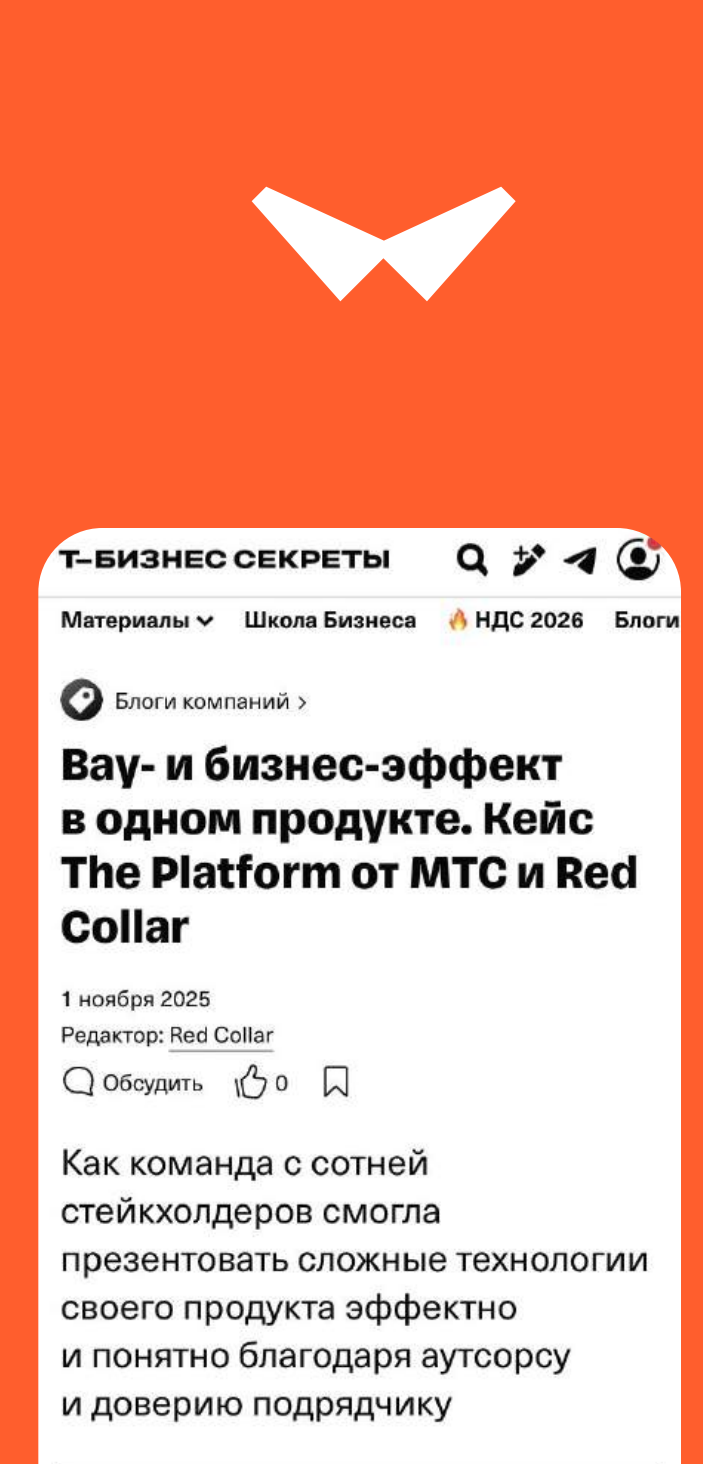 Т—БИЗНЕС СЕКРЕТЫ
Материалы Школа Бизнеса 🔥 НДС 2026 Блоги
Блоги компаний >
Вау- и бизнес-эффект
в одном продукте. Кейс
The Platform от МТС и Red
Collar
1 ноября 2025
Редактор: Red Collar
Обсудить 0
Как команда с сотней
стейкхолдеров смогла
презентовать сложные технологии
своего продукта эффектно
и понятно благодаря аутсорсу
и доверию подрядчику